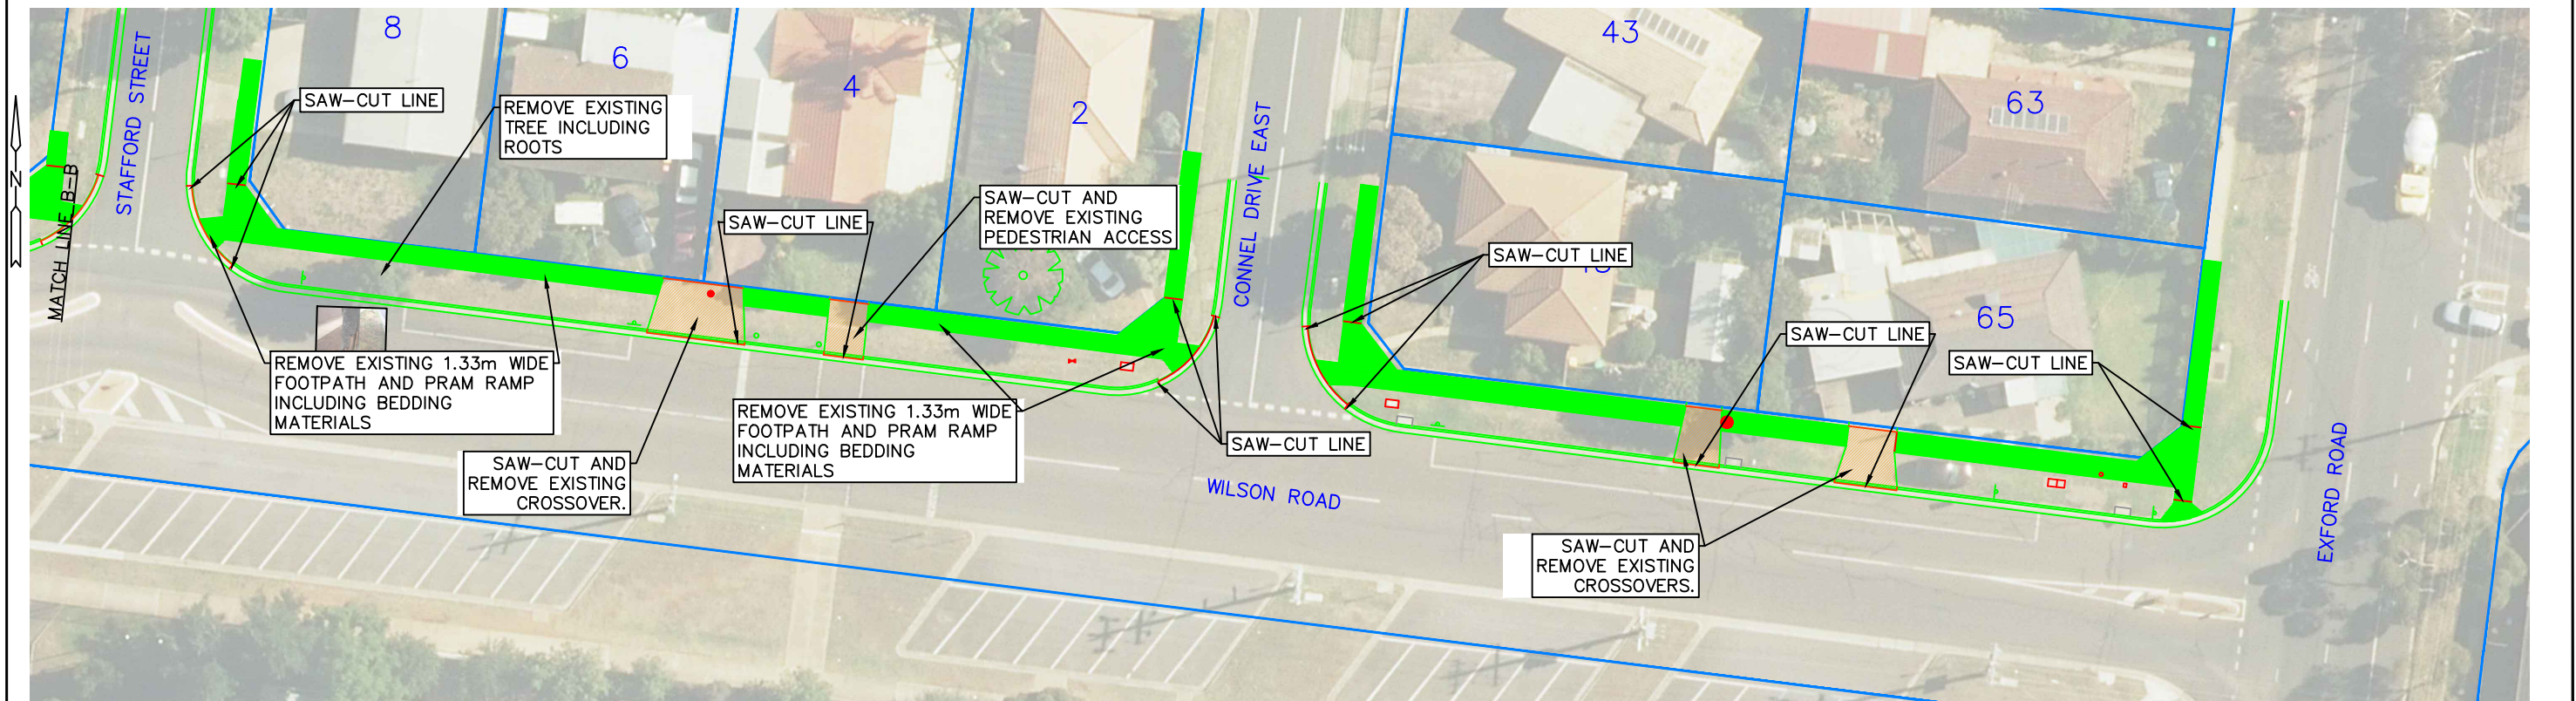 8
6
4
2
43
63
65
STAFFORD STREET
MATCH LINE B-B
N
SAW-CUT LINE
REMOVE EXISTING
TREE INCLUDING
ROOTS
SAW-CUT LINE
SAW-CUT AND
REMOVE EXISTING
PEDESTRIAN ACCESS
CONNEL DRIVE EAST
SAW-CUT LINE
SAW-CUT LINE
SAW-CUT LINE
REMOVE EXISTING 1.33m WIDE
FOOTPATH AND PRAM RAMP
INCLUDING BEDDING
MATERIALS
REMOVE EXISTING 1.33m WIDE
FOOTPATH AND PRAM RAMP
INCLUDING BEDDING
MATERIALS
SAW-CUT LINE
SAW-CUT AND
REMOVE EXISTING
CROSSOVER.
WILSON ROAD
SAW-CUT AND
REMOVE EXISTING
CROSSOVERS.
EXFORD ROAD